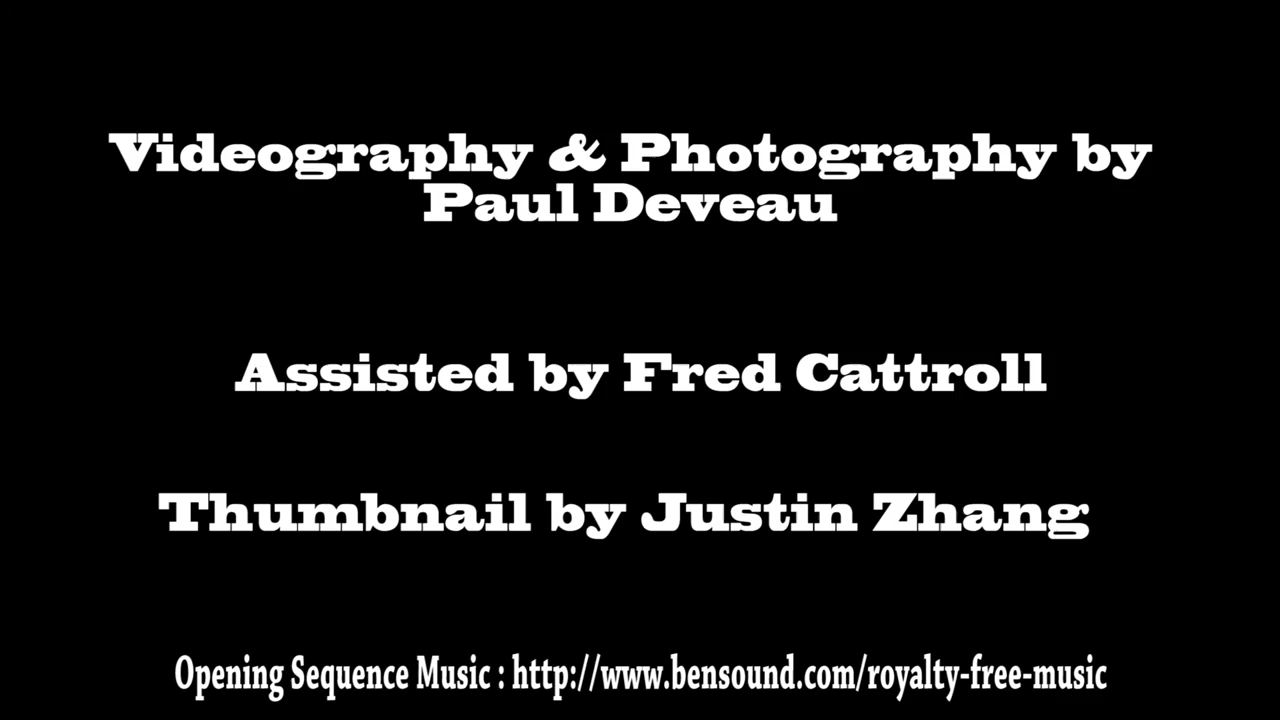 Videography & Photography by
Paul Deveau
Assisted by Fred Cattroll
Thumbnail by Justin Zhang
Opening Sequence Music : http://www.bensound.com/royalty-free-music